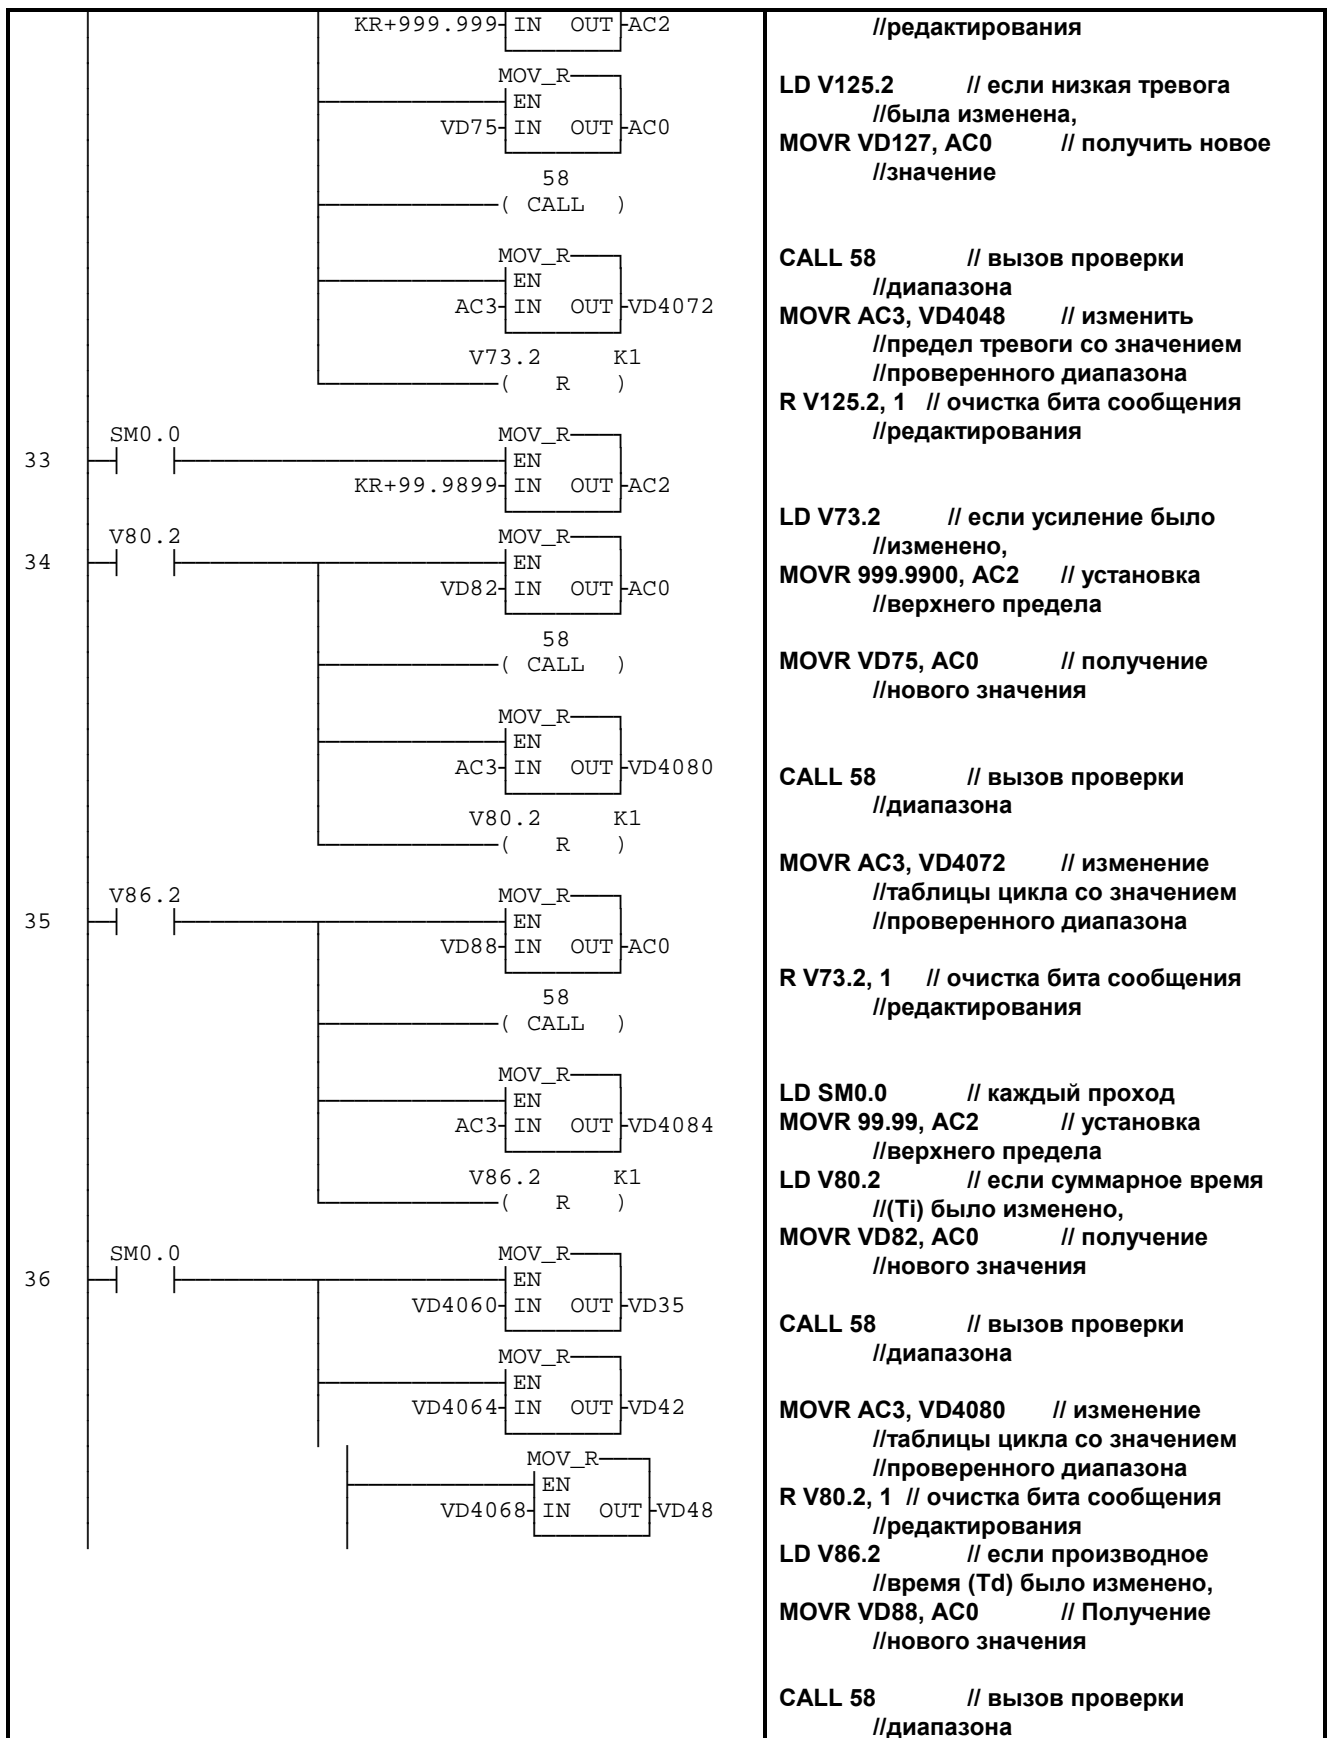 KR+999.999 IN OUT AC2
MOV_R
EN
VD75 IN OUT AC0
58
( CALL )
MOV_R
EN
AC3 IN OUT VD4072
V73.2 K1
( R )
SM0.0 MOV_R
33 EN
KR+99.9899 IN OUT AC2
V80.2 MOV_R
34 EN
VD82 IN OUT AC0
58
( CALL )
MOV_R
EN
AC3 IN OUT VD4080
V80.2 K1
( R )
V86.2 MOV_R
35 EN
VD88 IN OUT AC0
58
( CALL )
MOV_R
EN
AC3 IN OUT VD4084
V86.2 K1
( R )
SM0.0 MOV_R
36 EN
VD4060 IN OUT VD35
MOV_R
EN
VD4064 IN OUT VD42
MOV_R
EN
VD4068 IN OUT VD48
//редактирования
LD V125.2 // если низкая тревога
//была изменена,
MOVR VD127, AC0 // получить новое
//значение
CALL 58 // вызов проверки
//диапазона
MOVR AC3, VD4048 // изменить
//предел тревоги со значением
//проверенного диапазона
R V125.2, 1 // очистка бита сообщения
//редактирования
LD V73.2 // если усиление было
//изменено,
MOVR 999.9900, AC2 // установка
//верхнего предела
MOVR VD75, AC0 // получение
//нового значения
CALL 58 // вызов проверки
//диапазона
MOVR AC3, VD4072 // изменение
//таблицы цикла со значением
//проверенного диапазона
R V73.2, 1 // очистка бита сообщения
//редактирования
LD SM0.0 // каждый проход
MOVR 99.99, AC2 // установка
//верхнего предела
LD V80.2 // если суммарное время
//(Ti) было изменено,
MOVR VD82, AC0 // получение
//нового значения
CALL 58 // вызов проверки
//диапазона
MOVR AC3, VD4080 // изменение
//таблицы цикла со значением
//проверенного диапазона
R V80.2, 1 // очистка бита сообщения
//редактирования
LD V86.2 // если производное
//время (Td) было изменено,
MOVR VD88, AC0 // Получение
//нового значения
CALL 58 // вызов проверки
//диапазона